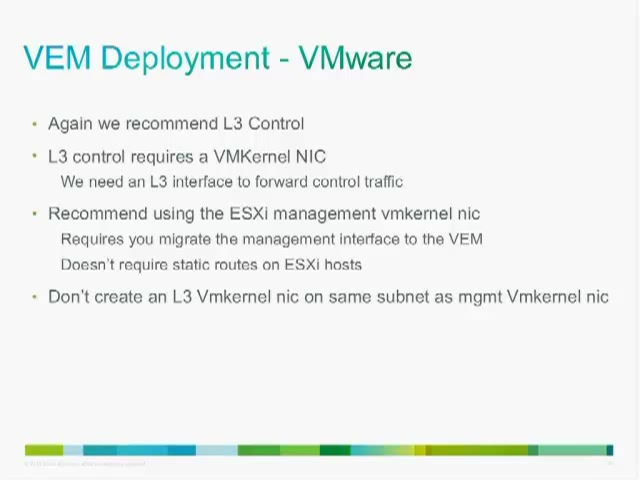 VEM Deployment - VMware
• Again we recommend L3 Control
• L3 control requires a VMKernel NIC
We need an L3 interface to forward control traffic
• Recommend using the ESXi management vmkernel nic
Requires you migrate the management interface to the VEM
Doesn't require static routes on ESXi hosts
• Don't create an L3 Vmkernel nic on same subnet as mgmt Vmkernel nic